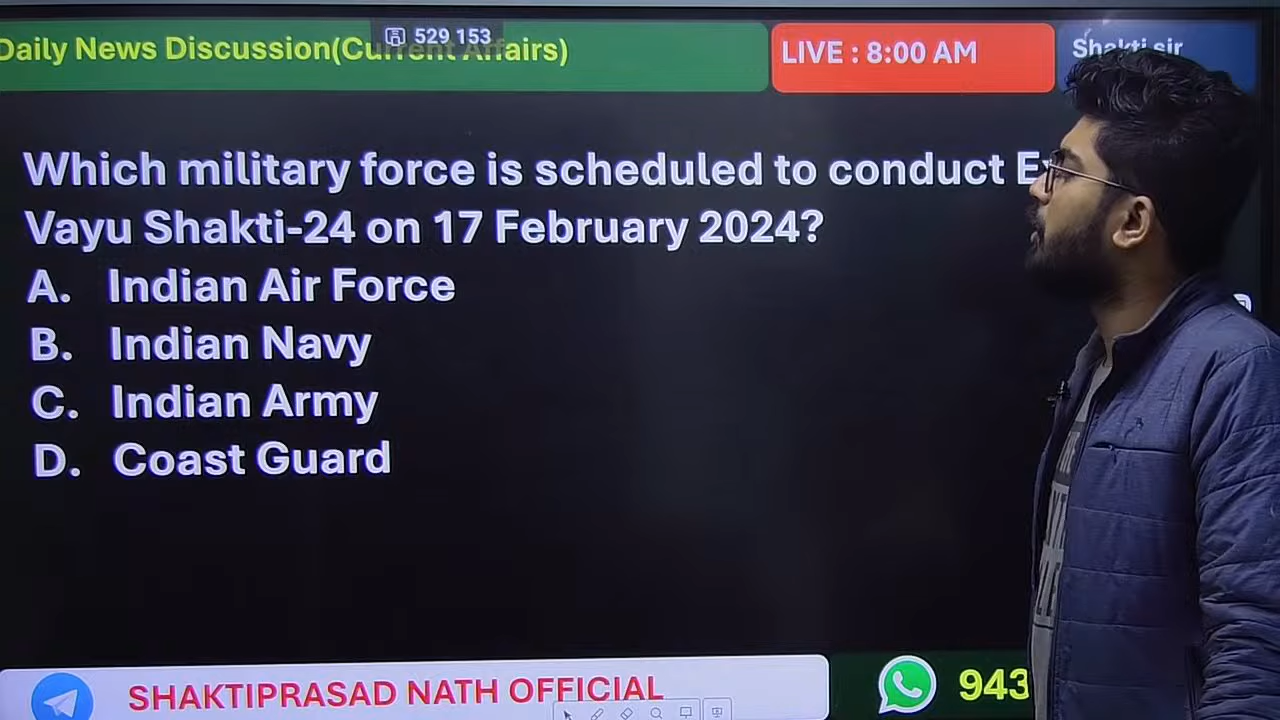 529 153
Daily News Discussion(Current Affairs)
LIVE : 8:00 AM
Shakti sir
Which military force is scheduled to conduct
Vayu Shakti-24 on 17 February 2024?
A. Indian Air Force
B. Indian Navy
C. Indian Army
D. Coast Guard
SHAKTIPRASAD NATH OFFICIAL
943